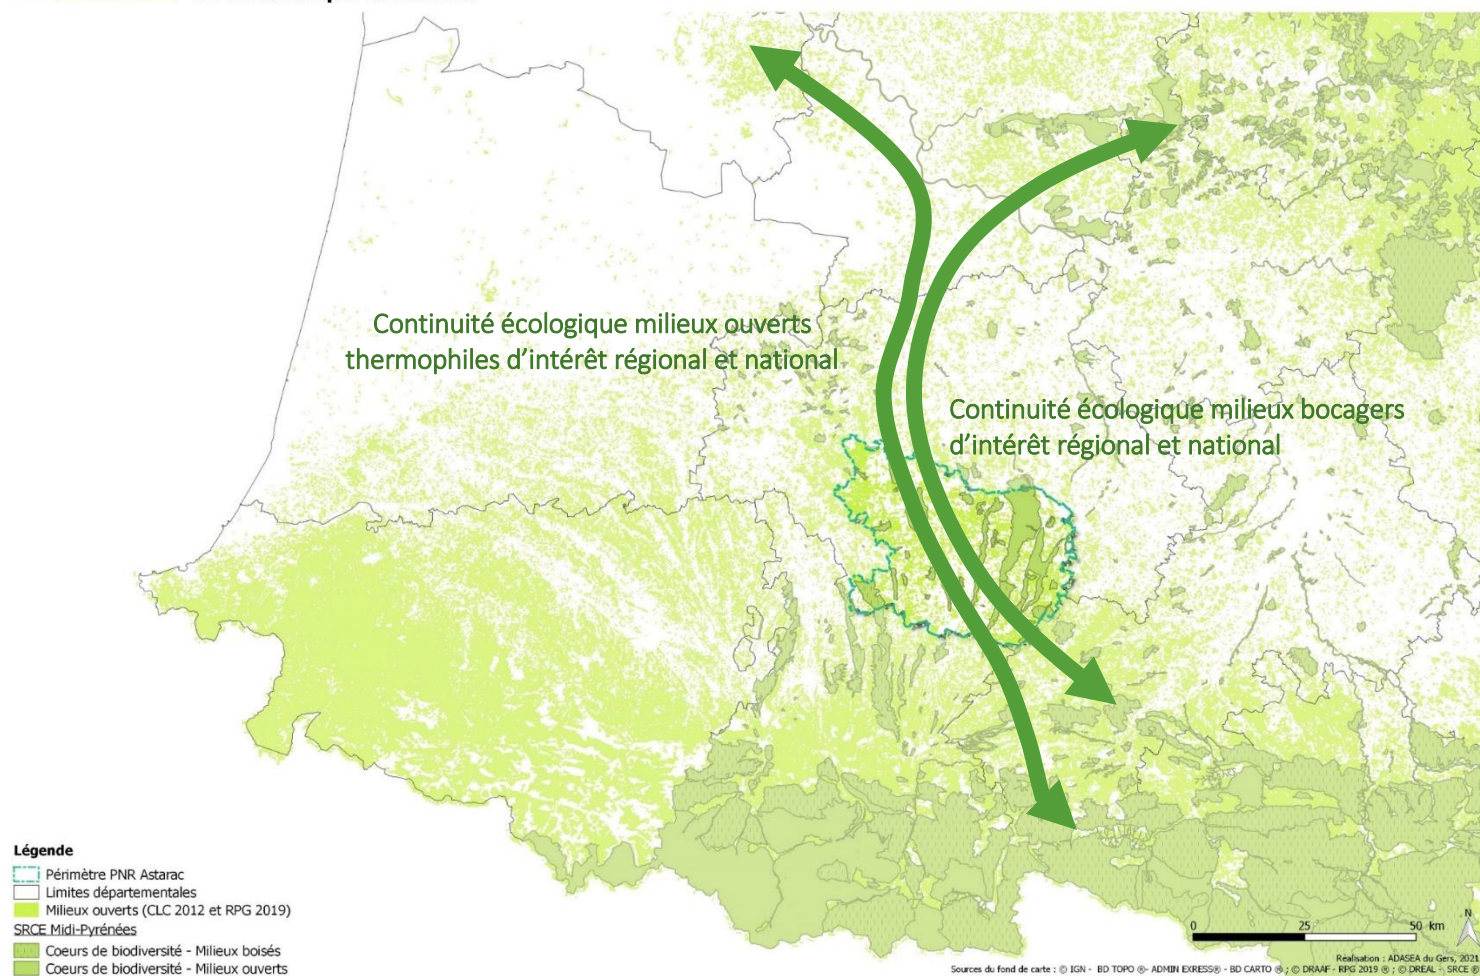 Continuité écologique milieux ouverts
thermophiles d'intérêt régional et national
Continuité écologique milieux bocagers
d'intérêt régional et national
Légende
Périmètre PNR Astarac
Limites départementales
Milieux ouverts (CLC 2012 et RPG 2019)
SRCE Midi-Pyrénées
Coeurs de biodiversité - Milieux boisés
Coeurs de biodiversité - Milieux ouverts
N
0 25 50 km
Réalisation : ADASEA du Gers, 2021
Sources du fond de carte : © IGN - BD TOPO ®- ADMIN EXRESS® - BD CARTO ® ; © DRAAF - RPG 2019 ® ; © DREAL - SRCE ®